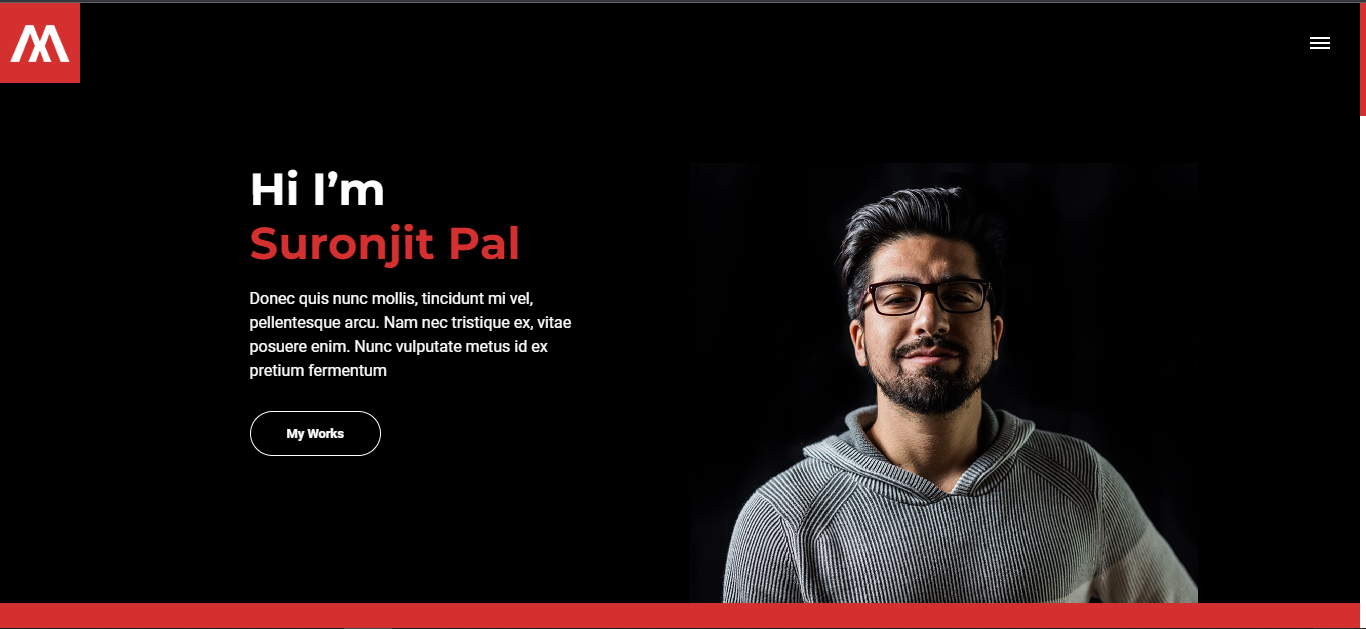 Hi I’m
Suronjit Pal
Donec quis nunc mollis, tincidunt mi vel,
pellentesque arcu. Nam nec tristique ex, vitae
posuere enim. Nunc vulputate metus id ex
pretium fermentum
My Works